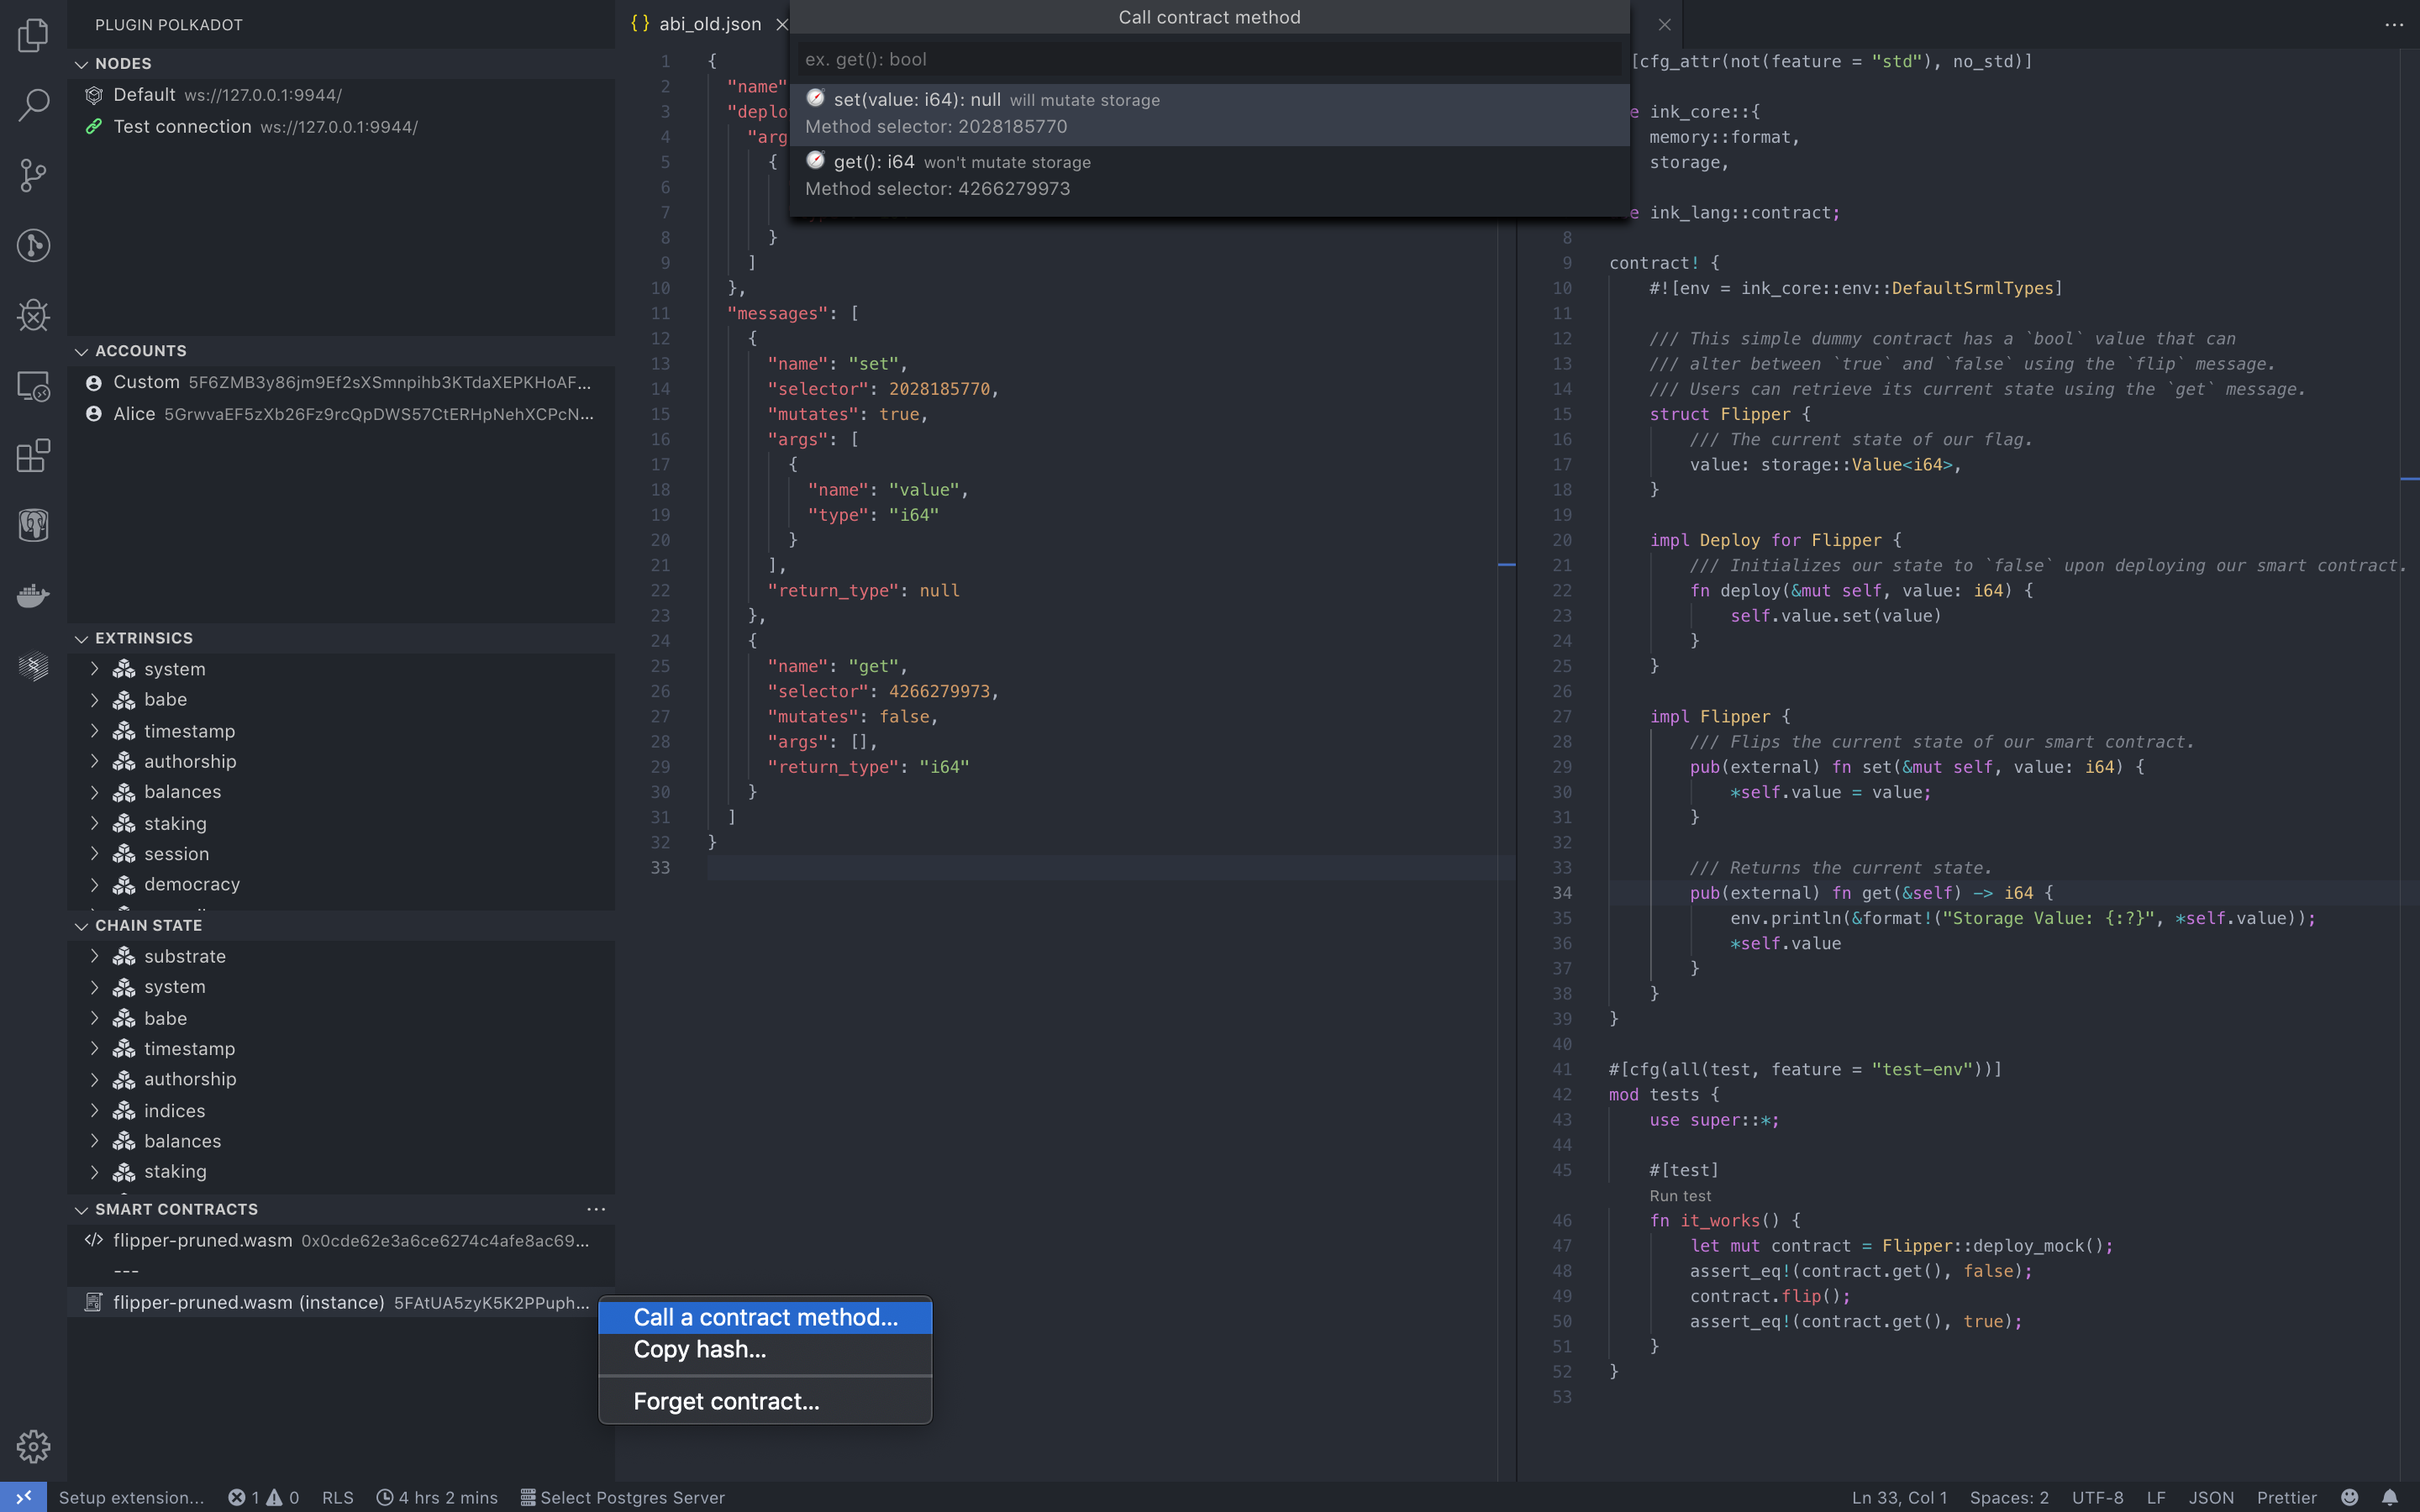 PLUGIN POLKADOT
NODES
Default ws://127.0.0.1:9944/
Test connection ws://127.0.0.1:9944/
ACCOUNTS
Custom 5F6ZMB3y86jm9Ef2sXSmnpihb3KTdaXEPKHoAF...
Alice 5GrwvaEF5zXb26Fz9rcQpDWS57CtERHpNehXCPcN...
EXTRINSICS
system
babe
timestamp
authorship
balances
staking
session
democracy
CHAIN STATE
substrate
system
babe
timestamp
authorship
indices
balances
staking
SMART CONTRACTS
...
flipper-pruned.wasm 0x0cde62e3a6ce6274c4afe8ac69...
---
flipper-pruned.wasm (instance) 5FAtUA5zyK5K2PPuph...
Call a contract method...
Copy hash...
Forget contract...
{ } abi_old.json
Call contract method
ex. get(): bool
set(value: i64): null will mutate storage
Method selector: 2028185770
get(): i64 won't mutate storage
Method selector: 4266279973
1 {
2 "name"
3 "deplo
4 "arg
5 {
6
7
8 }
9 ]
10 },
11 "messages": [
12 {
13 "name": "set",
14 "selector": 2028185770,
15 "mutates": true,
16 "args": [
17 {
18 "name": "value",
19 "type": "i64"
20 }
21 ],
22 "return_type": null
23 },
24 {
25 "name": "get",
26 "selector": 4266279973,
27 "mutates": false,
28 "args": [],
29 "return_type": "i64"
30 }
31 ]
32 }
33
[cfg_attr(not(feature = "std"), no_std)]
e ink_core::{
memory::format,
storage,
e ink_lang::contract;
8
9 contract! {
10 #![env = ink_core::env::DefaultSrmlTypes]
11
12 /// This simple dummy contract has a `bool` value that can
13 /// alter between `true` and `false` using the `flip` message.
14 /// Users can retrieve its current state using the `get` message.
15 struct Flipper {
16 /// The current state of our flag.
17 value: storage::Value<i64>,
18 }
19
20 impl Deploy for Flipper {
21 /// Initializes our state to `false` upon deploying our smart contract.
22 fn deploy(&mut self, value: i64) {
23 self.value.set(value)
24 }
25 }
26
27 impl Flipper {
28 /// Flips the current state of our smart contract.
29 pub(external) fn set(&mut self, value: i64) {
30 *self.value = value;
31 }
32
33 /// Returns the current state.
34 pub(external) fn get(&self) -> i64 {
35 env.println(&format!("Storage Value: {:?}", *self.value));
36 *self.value
37 }
38 }
39 }
40
41 #[cfg(all(test, feature = "test-env"))]
42 mod tests {
43 use super::*;
44
45 #[test]
Run test
46 fn it_works() {
47 let mut contract = Flipper::deploy_mock();
48 assert_eq!(contract.get(), false);
49 contract.flip();
50 assert_eq!(contract.get(), true);
51 }
52 }
53
Setup extension... 1 0 RLS 4 hrs 2 mins Select Postgres Server
Ln 33, Col 1 Spaces: 2 UTF-8 LF JSON Prettier